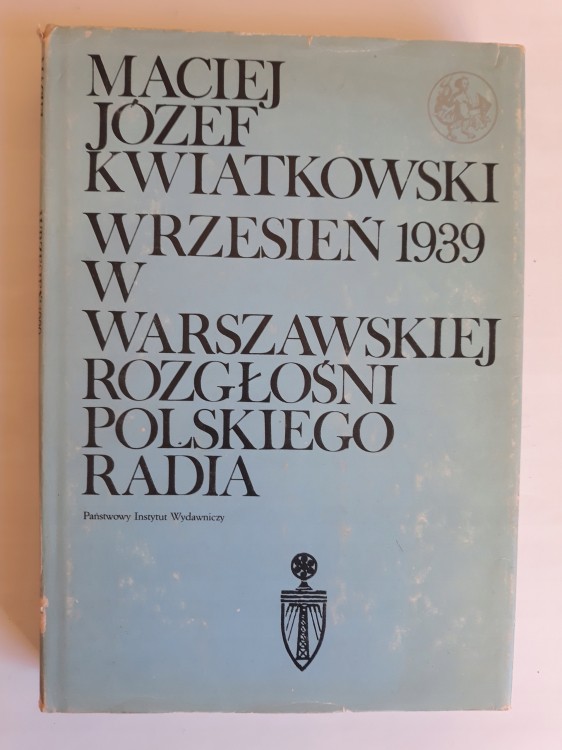 MACIEJ
JÓZEF
KWIATKOWSKI
WRZESIEŃ 1939
W
WARSZAWSKIEJ
ROZGŁOŚNI
POLSKIEGO
RADIA
Państwowy Instytut Wydawniczy